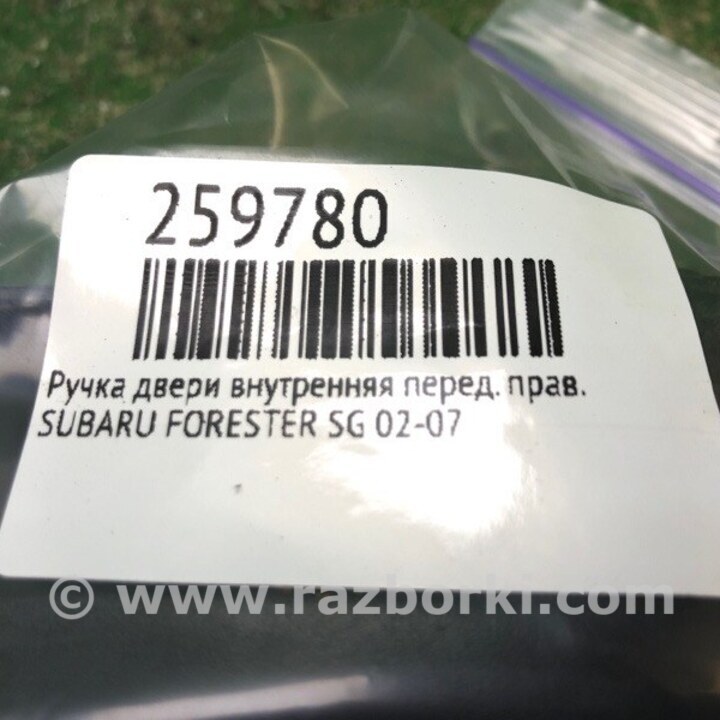 259780
Ручка двери внутренняя перед. прав.
SUBARU FORESTER SG 02-07
© www.razborki.com